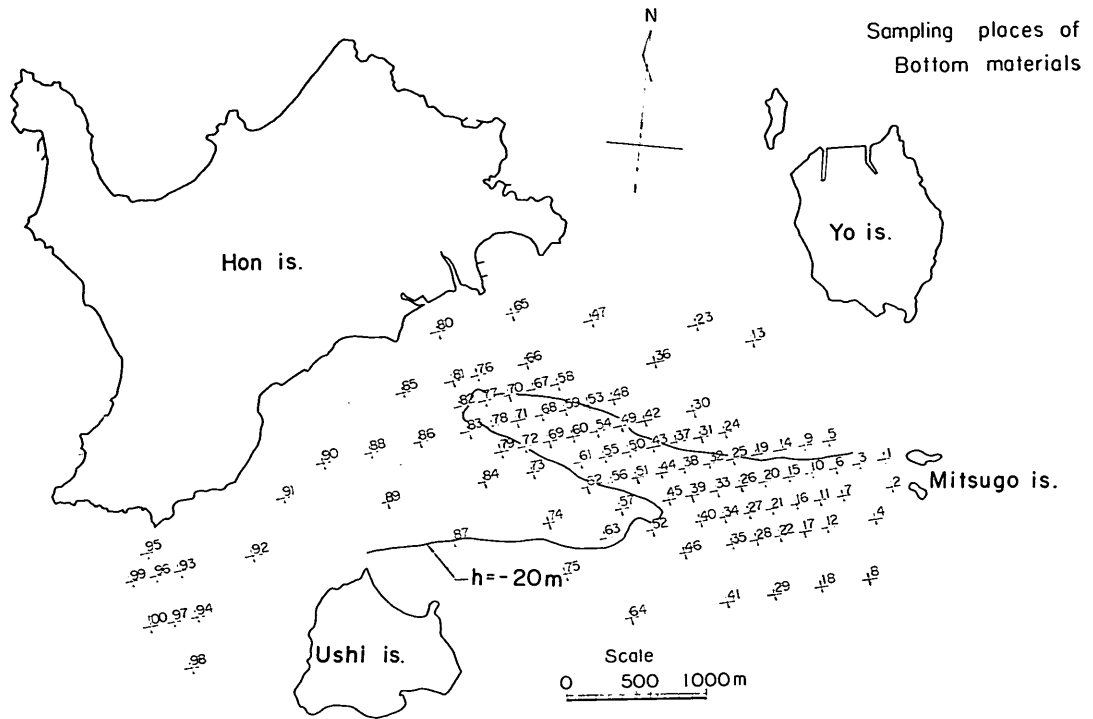 N
Sampling places of
Bottom materials
Hon is.
Yo is.
65
47
23
80
13
66
36
81 76
85
82 77 70 67 58
83 78 71 68 59 53 48
30
90 88 86 79 72 69 60 54 49 42
61 55 50 43 37 31 24
84 73 62 56 51 44 38 32 25 19 14 9 5
91 89
57 45 39 33 26 20 15 10 6 3 1
Mitsugo is.
2
74 63 52 40 34 27 21 16 11 7
87
46 35 28 22 17 12 4
95
92
h=-20m
75
99 96 93
41 29 18 8
64
100 97 94
98
Ushi is.
Scale
0 500 1000m